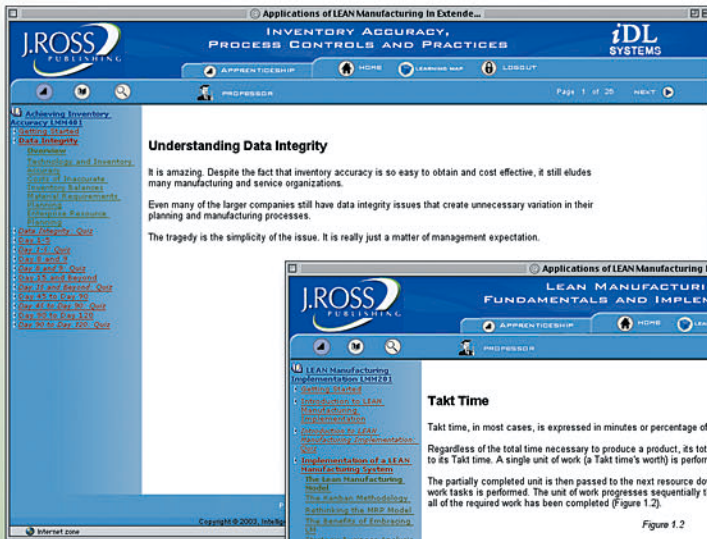 Applications of LEAN Manufacturing In Extende...
J.ROSS
PUBLISHING
INVENTORY ACCURACY,
PROCESS CONTROLS AND PRACTICES
iDL
SYSTEMS
APPRENTICESHIP
HOME
LEARNING MAP
LOGOUT
PROFESSOR
Page 1 of 25
NEXT
Achieving Inventory
Accuracy LMM401
Getting Started
Data Integrity
Overview
Technology and Inventory
Accuracy
Costs of Inaccurate
Inventory Balances
Material Requirements
Planning
Enterprise Resource
Planning
Data Integrity: Quiz
Day 1-5
Day 1-5: Quiz
Day 8 and 9
Day 8 and 9: Quiz
Day 15 and Beyond
Day 15 and Beyond: Quiz
Day 45 to Day 90
Day 45 to Day 90: Quiz
Day 90 to Day 120
Day 90 to Day 120: Quiz
Understanding Data Integrity
It is amazing. Despite the fact that inventory accuracy is so easy to obtain and cost effective, it still eludes
many manufacturing and service organizations.
Even many of the larger companies still have data integrity issues that create unnecessary variation in their
planning and manufacturing processes.
The tragedy is the simplicity of the issue. It is really just a matter of management expectation.
Copyright © 2003, Intellig
Internet zone
Applications of LEAN Manufacturing I
J.ROSS
PUBLISHING
LEAN MANUFACTURI
FUNDAMENTALS AND IMPLEM
APPRENTICESHIP
HOME
LEA
PROFESSOR
LEAN Manufacturing
Implementation LMM201
Getting Started
Introduction to LEAN
Manufacturing
Implementation
Introduction to LEAN
Manufacturing Implementation:
Quiz
Implementation of a LEAN
Manufacturing System
The Lean Manufacturing
Model
The Kanban Methodology
Rethinking the MRP Model
The Benefits of Embracing
LM
Takt Time
Takt time, in most cases, is expressed in minutes or percentage of
Regardless of the total time necessary to produce a product, its tot
to its Takt time. A single unit of work (a Takt time's worth) is perform
The partially completed unit is then passed to the next resource do
work tasks is performed. The unit of work progresses sequentially t
all of the required work has been completed (Figure 1.2).
Figure 1.2